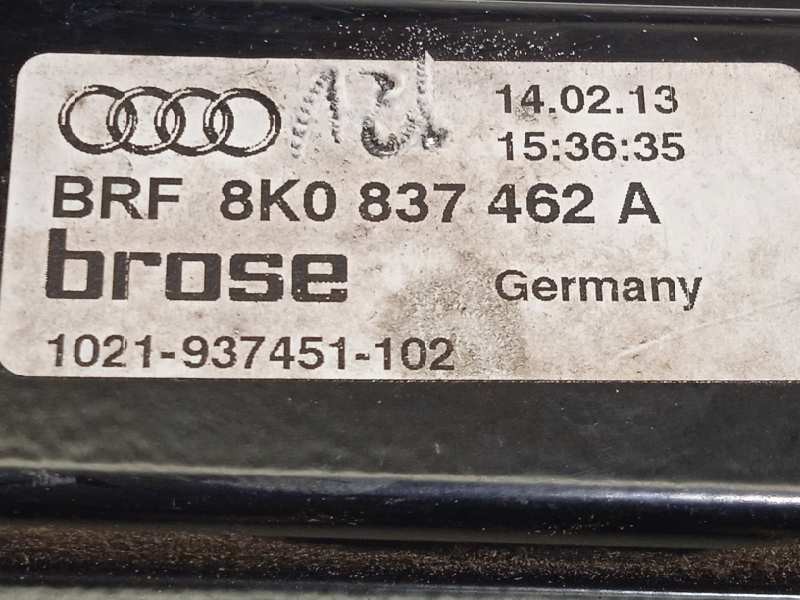 14.02.13
15:36:35
BRF 8K0 837 462 A
brose Germany
1021-937451-102